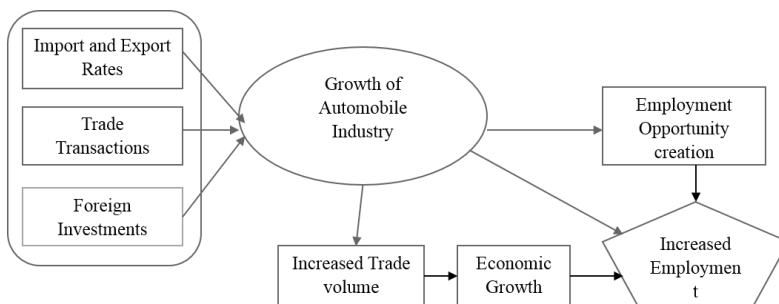 Import and Export
Rates
Trade
Transactions
Foreign
Investments
Growth of
Automobile
Industry
Employment
Opportunity
creation
Increased Trade
volume
Economic
Growth
Increased
Employmen
t